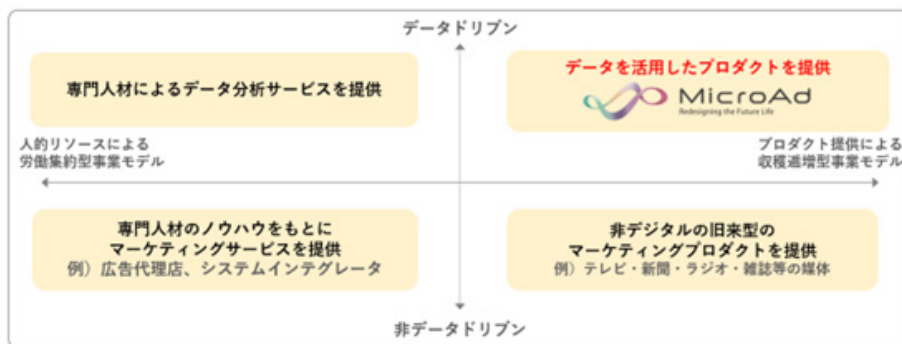 データドリブン
専門人材によるデータ分析サービスを提供
データを活用したプロダクトを提供
MicroAd
Redesigning the Future Life
人的リソースによる
労働集約型事業モデル
プロダクト提供による
収穫逓増型事業モデル
専門人材のノウハウをもとに
マーケティングサービスを提供
例）広告代理店、システムインテグレータ
非デジタルの旧来型の
マーケティングプロダクトを提供
例）テレビ・新聞・ラジオ・雑誌等の媒体
非データドリブン